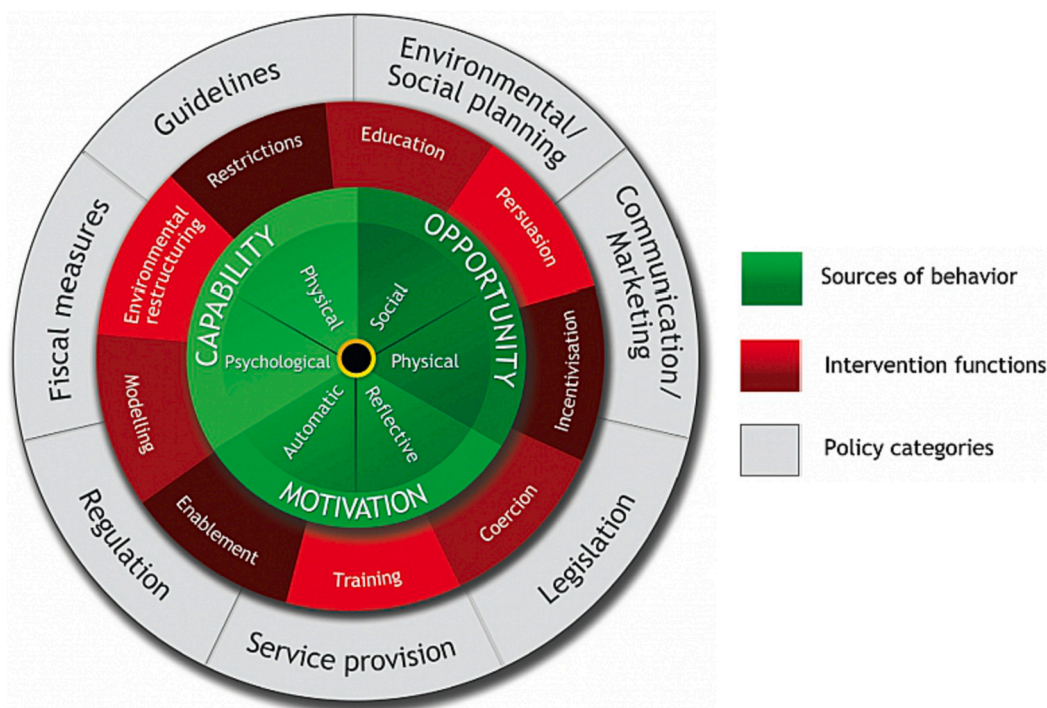 Guidelines
Environmental/
Social planning
Communication/
Marketing
Legislation
Service provision
Regulation
Fiscal measures
Restrictions
Education
Persuasion
Incentivisation
Coercion
Training
Enablement
Modelling
Environmental
restructuring
CAPABILITY
OPPORTUNITY
MOTIVATION
Physical
Social
Psychological
Physical
Automatic
Reflective
Sources of behavior
Intervention functions
Policy categories